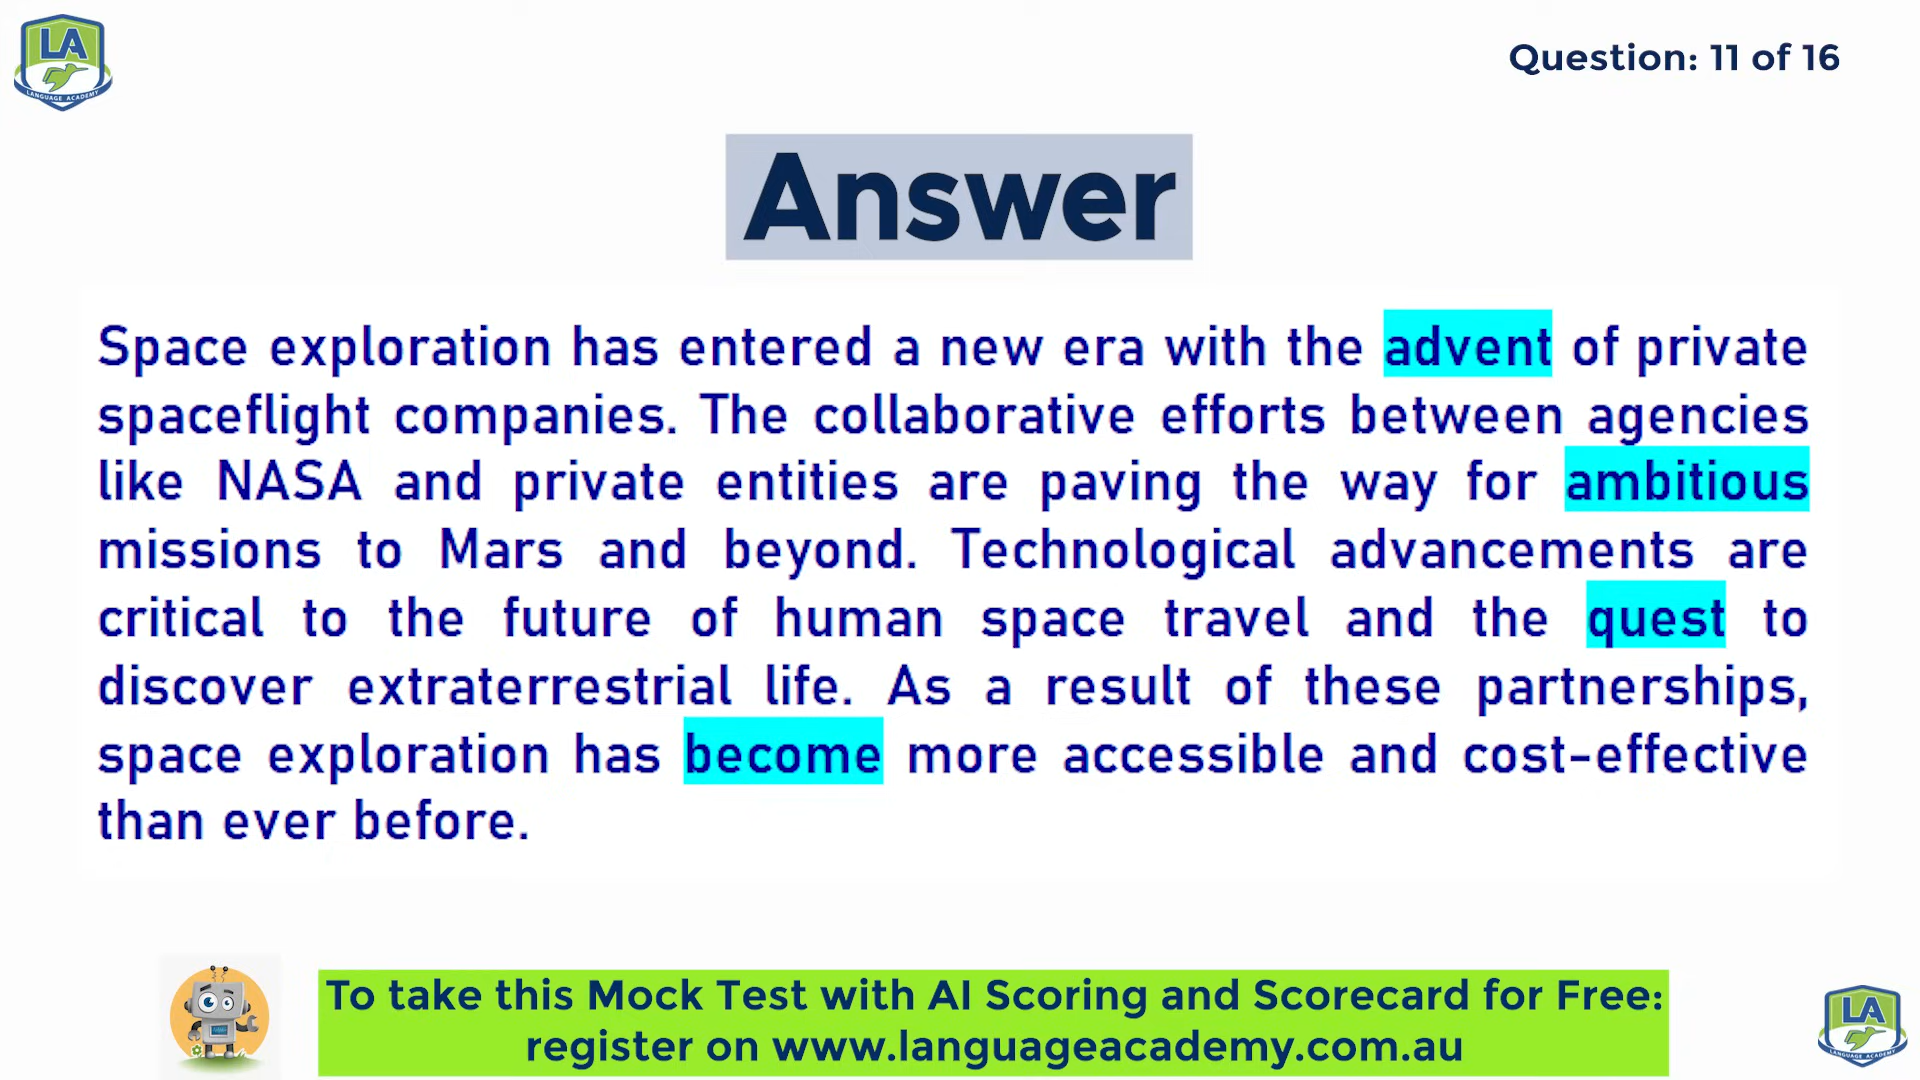 LA
LANGUAGE ACADEMY
Question: 11 of 16
Answer
Space exploration has entered a new era with the advent of private
spaceflight companies. The collaborative efforts between agencies
like NASA and private entities are paving the way for ambitious
missions to Mars and beyond. Technological advancements are
critical to the future of human space travel and the quest to
discover extraterrestrial life. As a result of these partnerships,
space exploration has become more accessible and cost-effective
than ever before.
To take this Mock Test with AI Scoring and Scorecard for Free:
register on www.languageacademy.com.au
LA
LANGUAGE ACADEMY